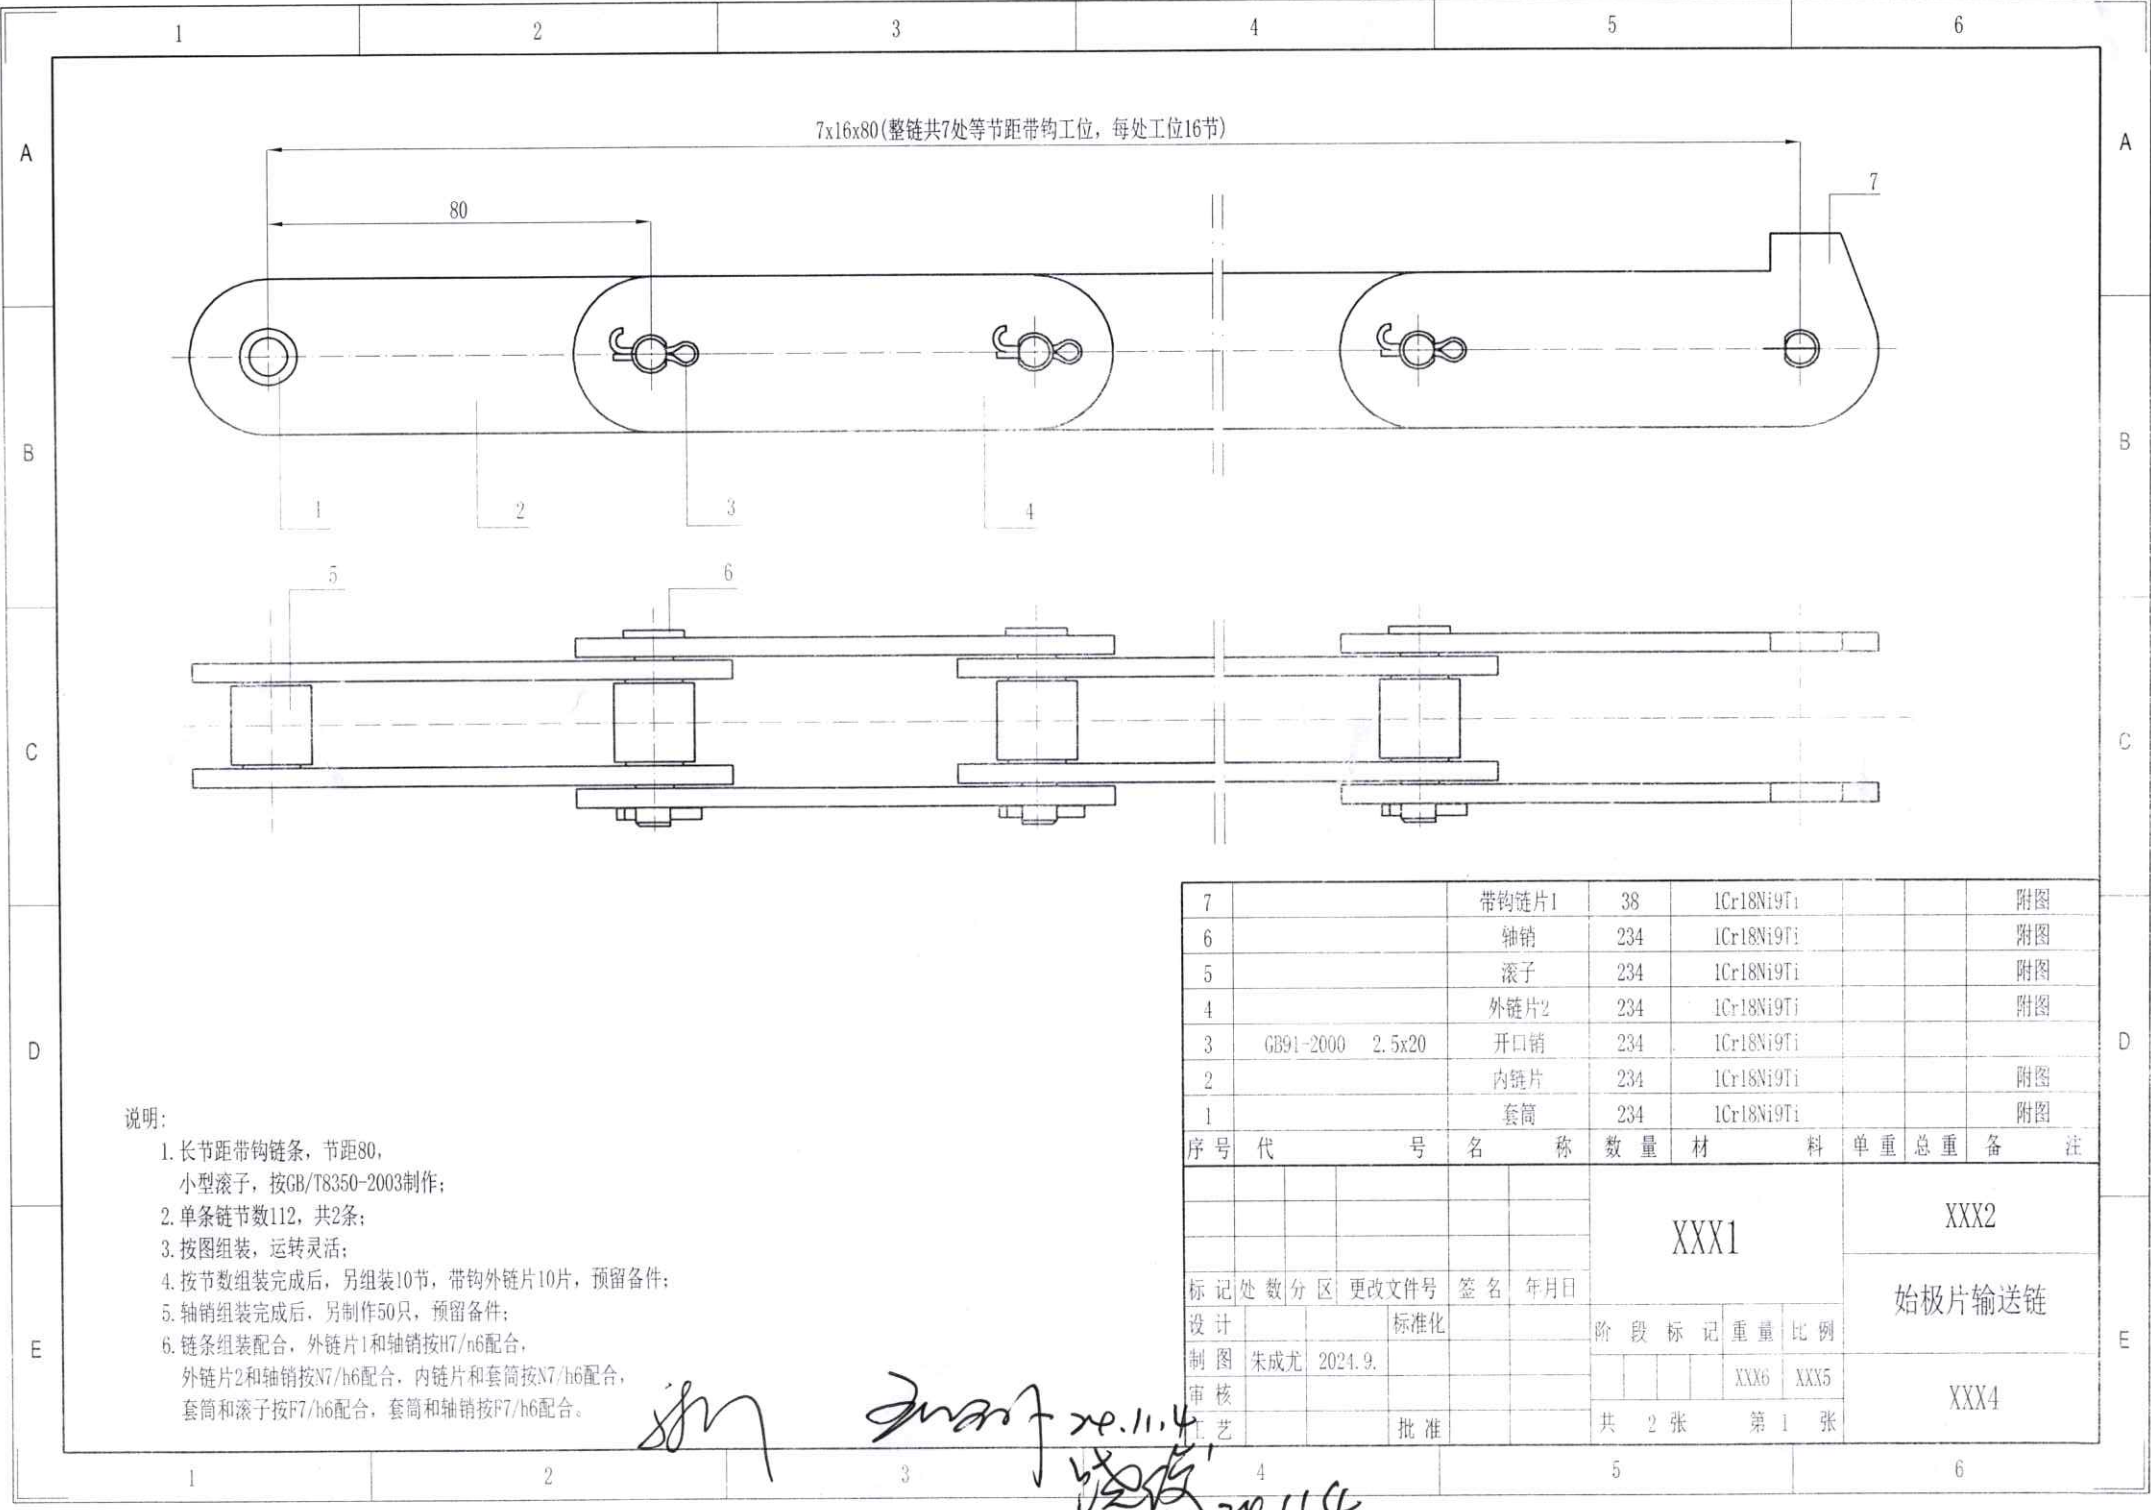 1 2 3 4 5 6
A A
7x16x80(整链共7处等节距带钩工位，每处工位16节)
7
80
B B
1 2 3 4
5 6
C C
7 带钩链片1 38 1Cr18Ni9Ti 附图
6 轴销 234 1Cr18Ni9Ti 附图
5 滚子 234 1Cr18Ni9Ti 附图
4 外链片2 234 1Cr18Ni9Ti 附图
D D
3 GB91-2000 2.5x20 开口销 234 1Cr18Ni9Ti
2 内链片 234 1Cr18Ni9Ti 附图
1 套筒 234 1Cr18Ni9Ti 附图
序号 代号 名称 数量 材料 单重 总重 备注
说明:
1.长节距带钩链条，节距80，
小型滚子，按GB/T8350-2003制作;
2.单条链节数112，共2条;
3.按图组装，运转灵活;
4.按节数组装完成后，另组装10节，带钩外链片10片，预留备件;
5.轴销组装完成后，另制作50只，预留备件;
6.链条组装配合，外链片1和轴销按H7/n6配合，
外链片2和轴销按N7/h6配合，内链片和套筒按N7/h6配合，
套筒和滚子按F7/h6配合，套筒和轴销按F7/h6配合。
E E
XXX1
XXX2
标记 处数 分区 更改文件号 签名 年月日
始极片输送链
设计 标准化
阶段标记 重量 比例
制图 朱成尤 2024.9.
XXX6 XXX5
审核
XXX4
工艺 批准
共 2 张 第 1 张
24.11.4
1 2 3 4 5 6